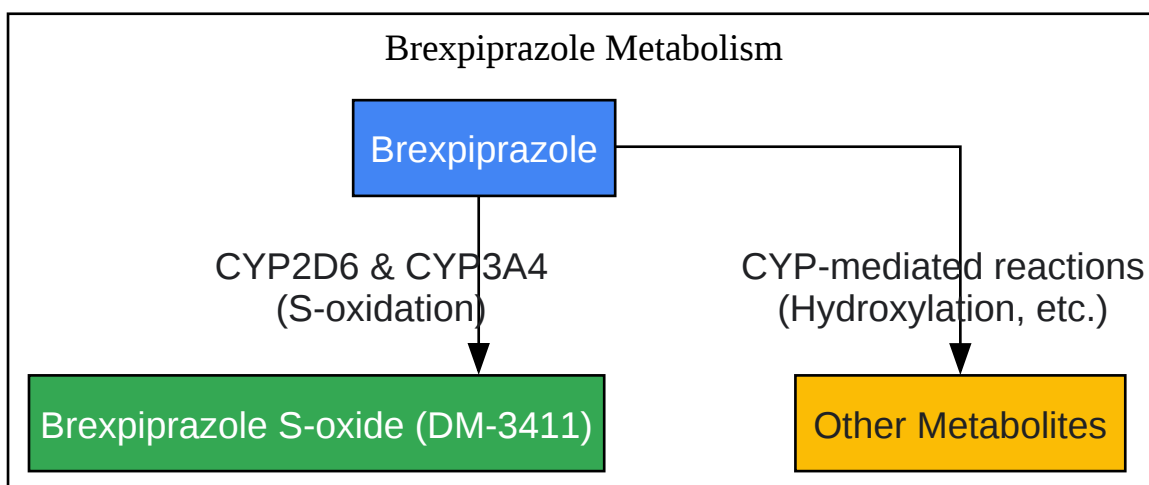 Brexpiprazole Metabolism
Brexpiprazole
CYP2D6 & CYP3A4
(S-oxidation)
CYP-mediated reactions
(Hydroxylation, etc.)
Brexpiprazole S-oxide (DM-3411)
Other Metabolites